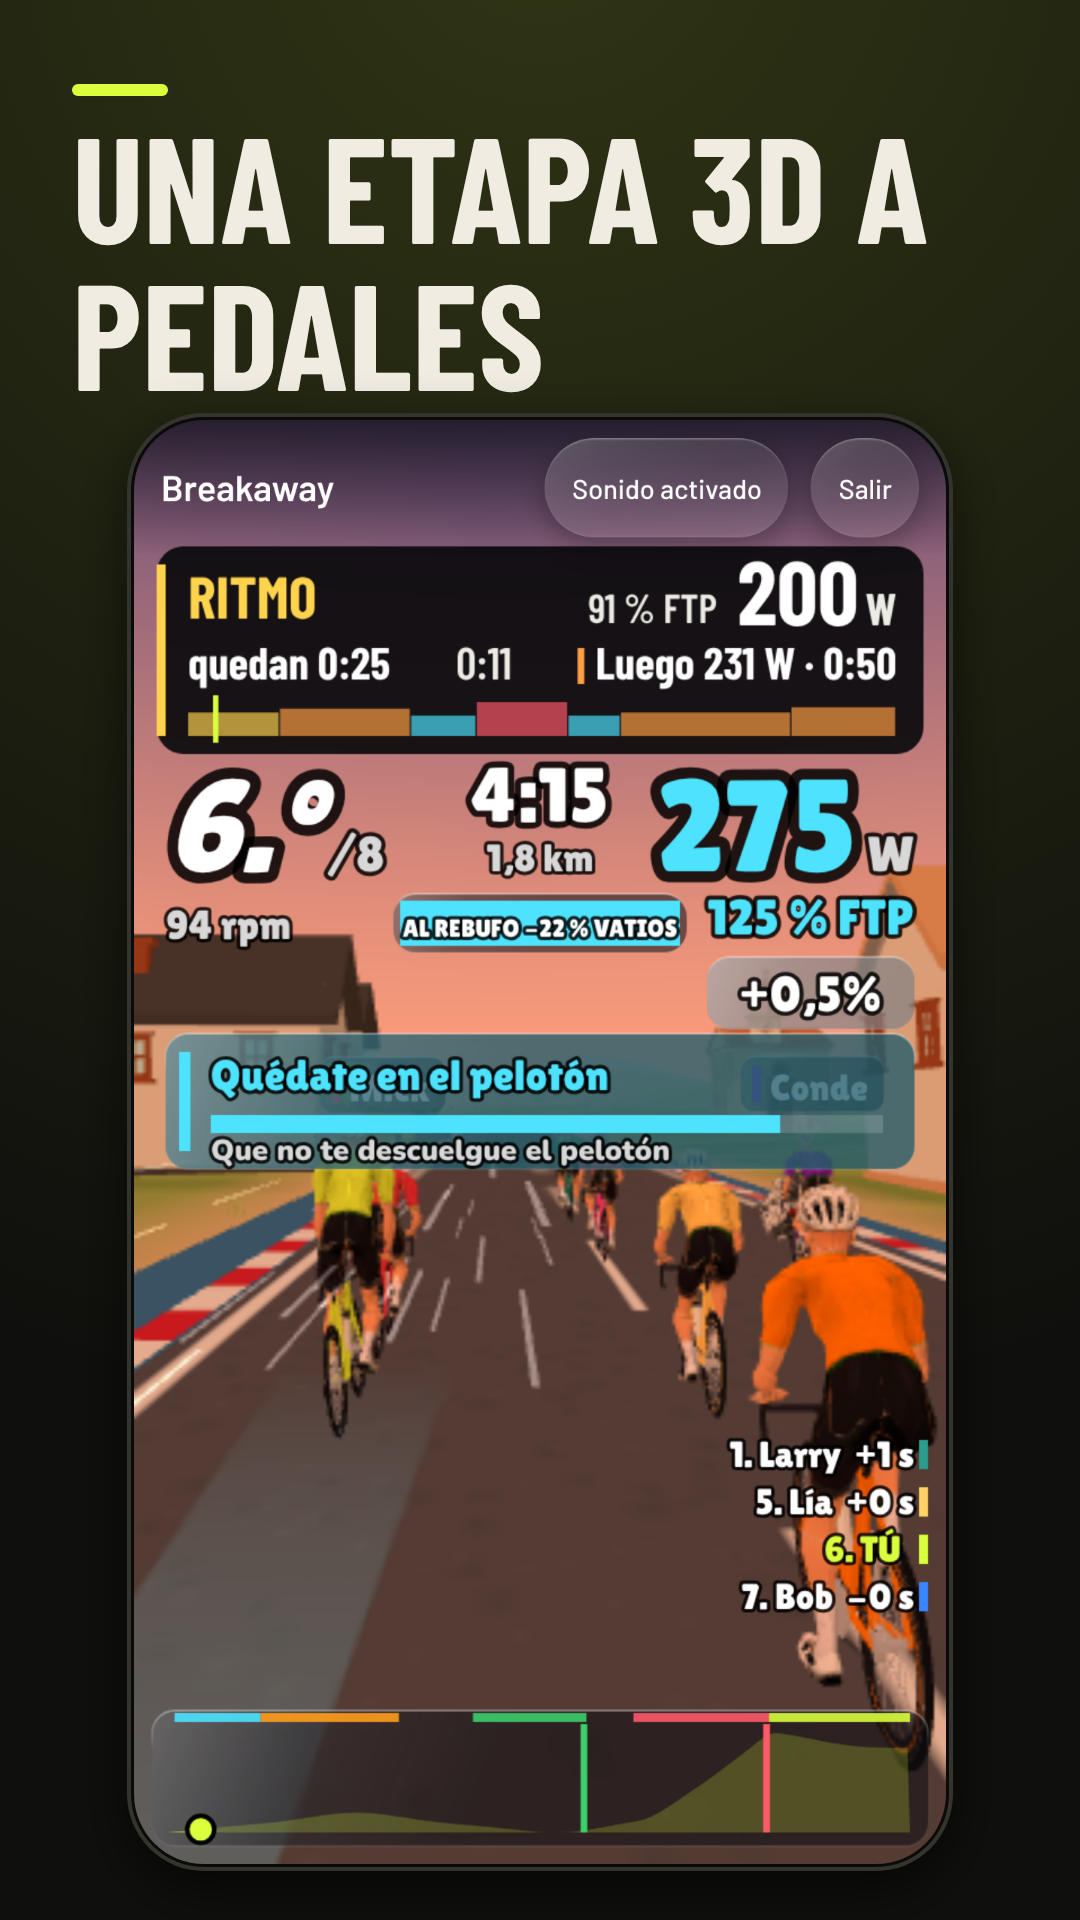 UNA ETAPA 3D A
PEDALES
Breakaway
Sonido activado
Salir
RITMO
91 % FTP 200 W
quedan 0:25
0:11
Luego 231 W · 0:50
6.º/8
4:15
275 W
1,8 km
94 rpm
AL REBUFO −22 % VATIOS
125 % FTP
+0,5%
Quédate en el pelotón
Mick
Conde
Que no te descuelgue el pelotón
1. Larry +1 s
5. Lía +0 s
6. TÚ
7. Bob −0 s